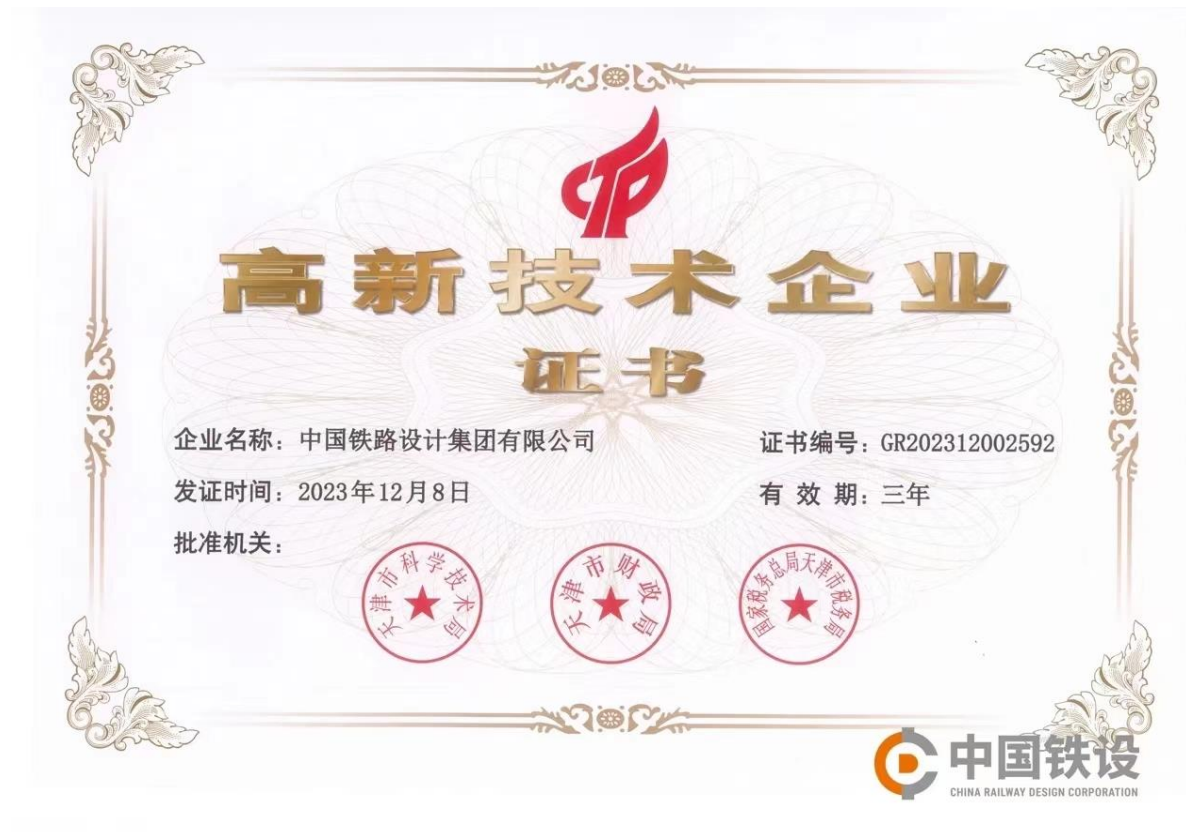 高新技术企业
证书
企业名称：中国铁路设计集团有限公司
证书编号：GR202312002592
发证时间：2023年12月8日
有 效 期：三年
批准机关：
天津市科学技术局
天津市财政局
国家税务总局天津市税务局
中国铁设
CHINA RAILWAY DESIGN CORPORATION